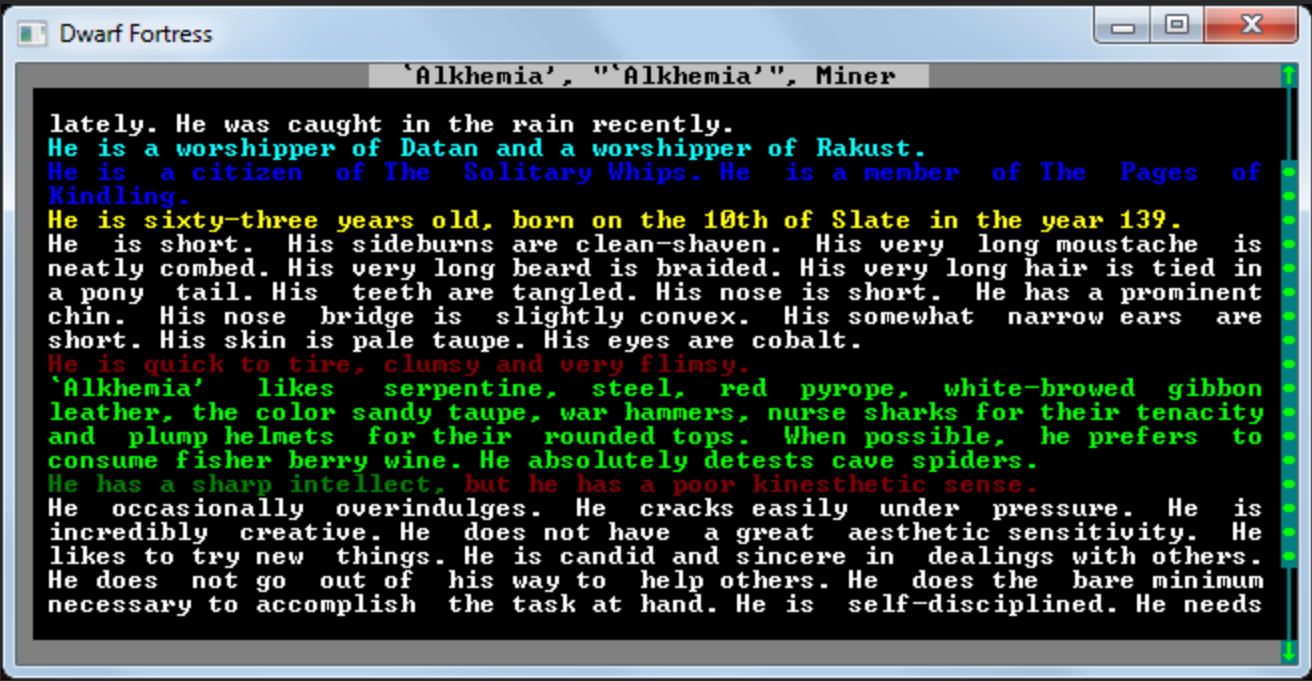 Dwarf Fortress
`Alkhemia', "`Alkhemia'", Miner
lately. He was caught in the rain recently.
He is a worshipper of Datan and a worshipper of Rakust.
He is a citizen of The Solitary Whips. He is a member of The Pages of
Kindling.
He is sixty-three years old, born on the 10th of Slate in the year 139.
He is short. His sideburns are clean-shaven. His very long moustache is
neatly combed. His very long beard is braided. His very long hair is tied in
a pony tail. His teeth are tangled. His nose is short. He has a prominent
chin. His nose bridge is slightly convex. His somewhat narrow ears are
short. His skin is pale taupe. His eyes are cobalt.
He is quick to tire, clumsy and very flimsy.
`Alkhemia' likes serpentine, steel, red pyrope, white-browed gibbon
leather, the color sandy taupe, war hammers, nurse sharks for their tenacity
and plump helmets for their rounded tops. When possible, he prefers to
consume fisher berry wine. He absolutely detests cave spiders.
He has a sharp intellect, but he has a poor kinesthetic sense.
He occasionally overindulges. He cracks easily under pressure. He is
incredibly creative. He does not have a great aesthetic sensitivity. He
likes to try new things. He is candid and sincere in dealings with others.
He does not go out of his way to help others. He does the bare minimum
necessary to accomplish the task at hand. He is self-disciplined. He needs